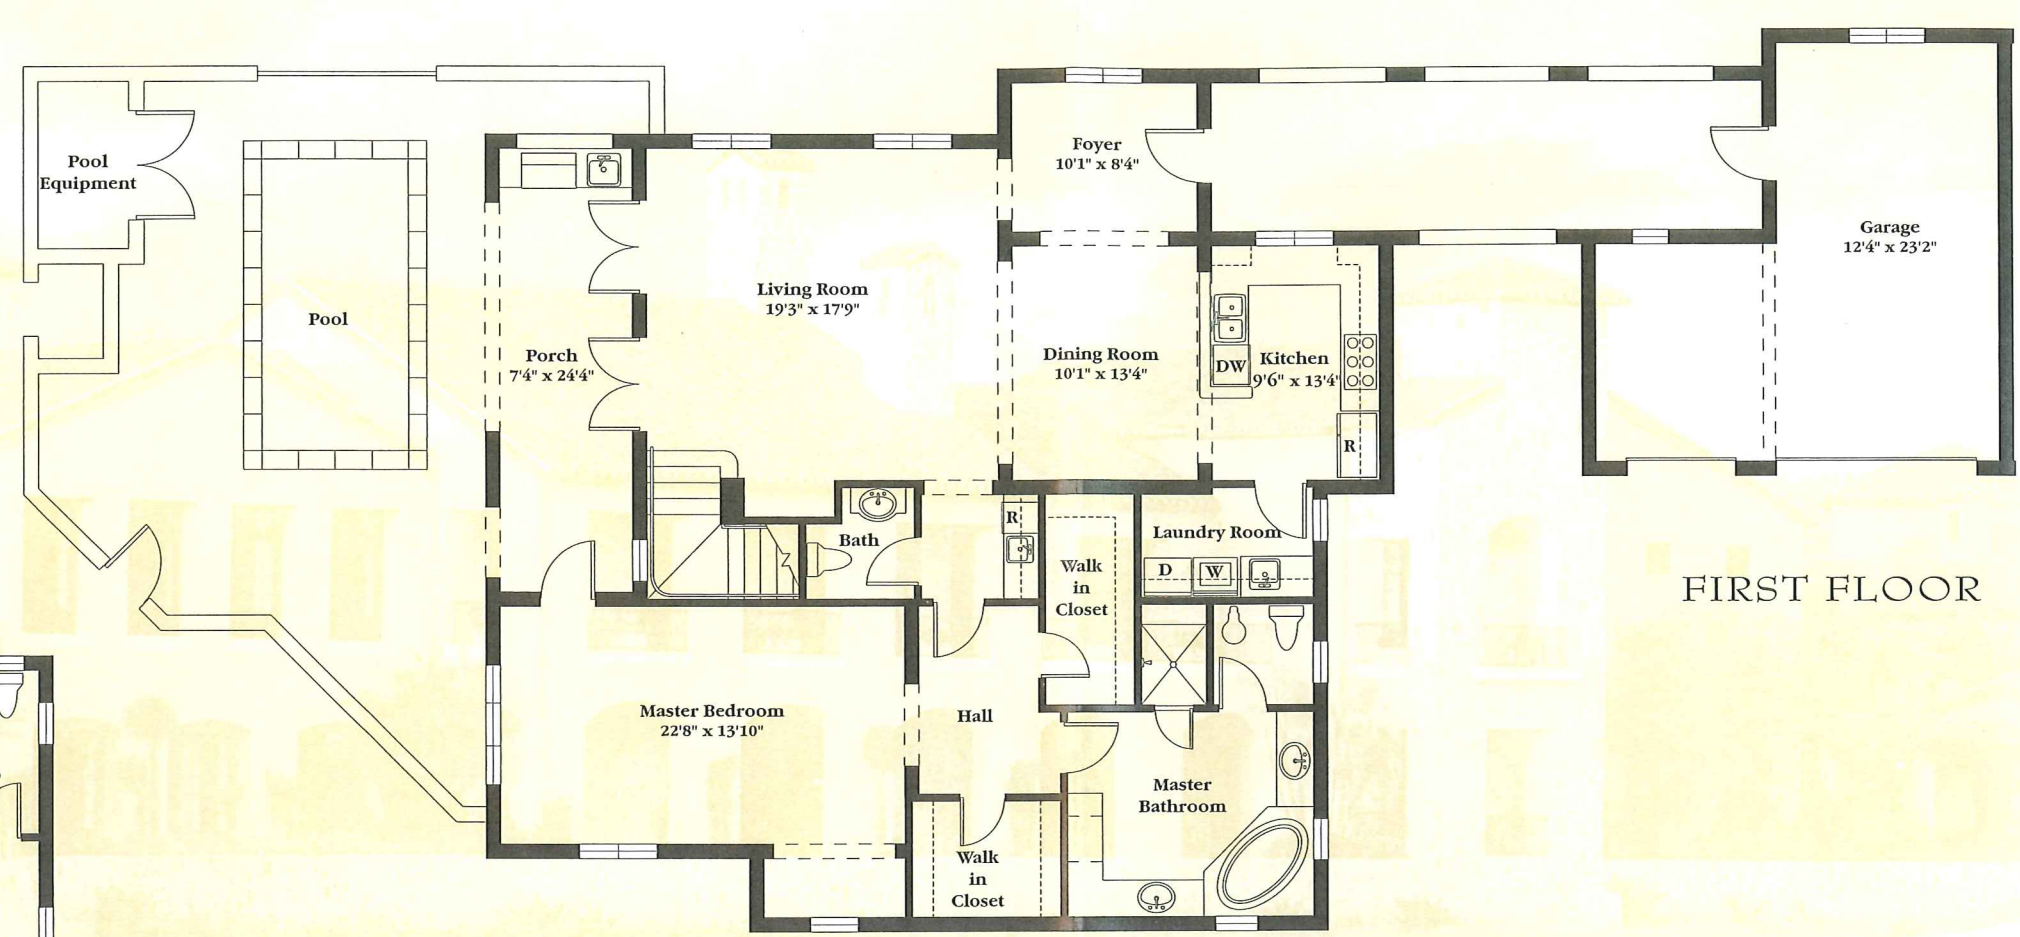 Pool
Equipment
Pool
Porch
7'4" x 24'4"
Living Room
19'3" x 17'9"
Foyer
10'1" x 8'4"
Dining Room
10'1" x 13'4"
DW
Kitchen
9'6" x 13'4"
R
Garage
12'4" x 23'2"
Bath
R
Walk
in
Closet
Laundry Room
D
W
FIRST FLOOR
Master Bedroom
22'8" x 13'10"
Hall
Master
Bathroom
Walk
in
Closet